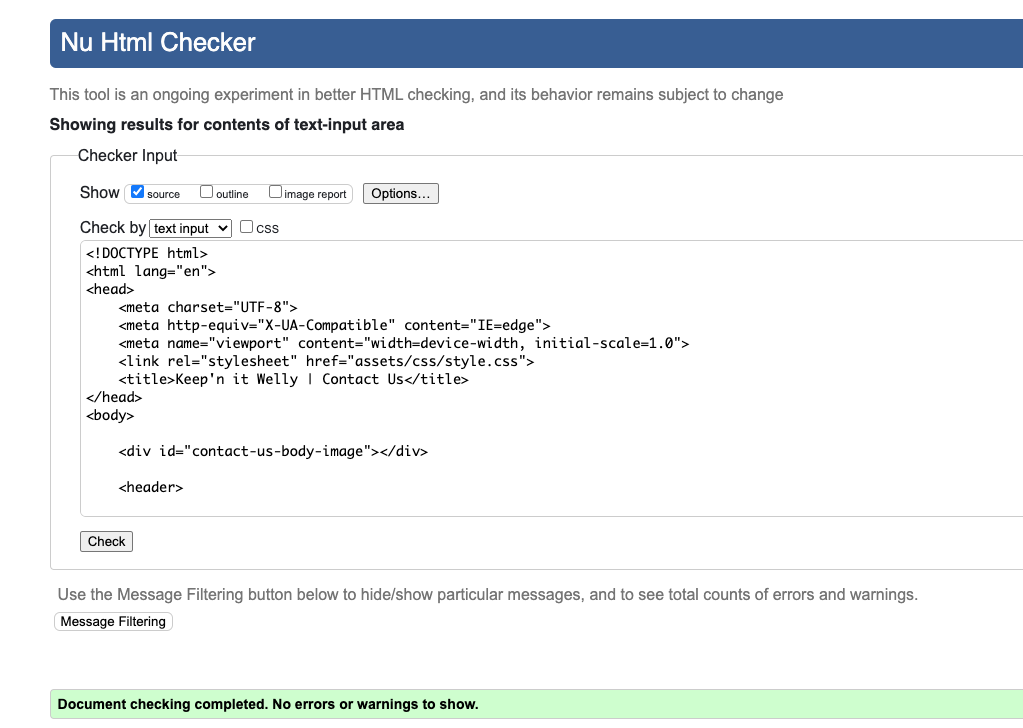 Nu Html Checker
This tool is an ongoing experiment in better HTML checking, and its behavior remains subject to change
Showing results for contents of text-input area
Checker Input
Show source outline image report Options...
Check by text input css
<!DOCTYPE html>
<html lang="en">
<head>
    <meta charset="UTF-8">
    <meta http-equiv="X-UA-Compatible" content="IE=edge">
    <meta name="viewport" content="width=device-width, initial-scale=1.0">
    <link rel="stylesheet" href="assets/css/style.css">
    <title>Keep'n it Welly | Contact Us</title>
</head>
<body>
    <div id="contact-us-body-image"></div>
    <header>
Check
Use the Message Filtering button below to hide/show particular messages, and to see total counts of errors and warnings.
Message Filtering
Document checking completed. No errors or warnings to show.